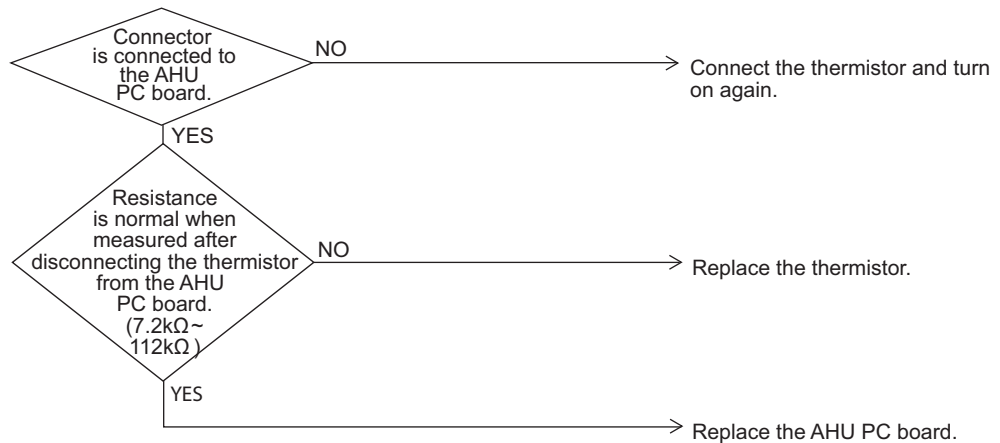 Connector
is connected to
the AHU
PC board.
NO
Connect the thermistor and turn
on again.
YES
Resistance
is normal when
measured after
disconnecting the thermistor
from the AHU
PC board.
(7.2kΩ~
112kΩ )
NO
Replace the thermistor.
YES
Replace the AHU PC board.